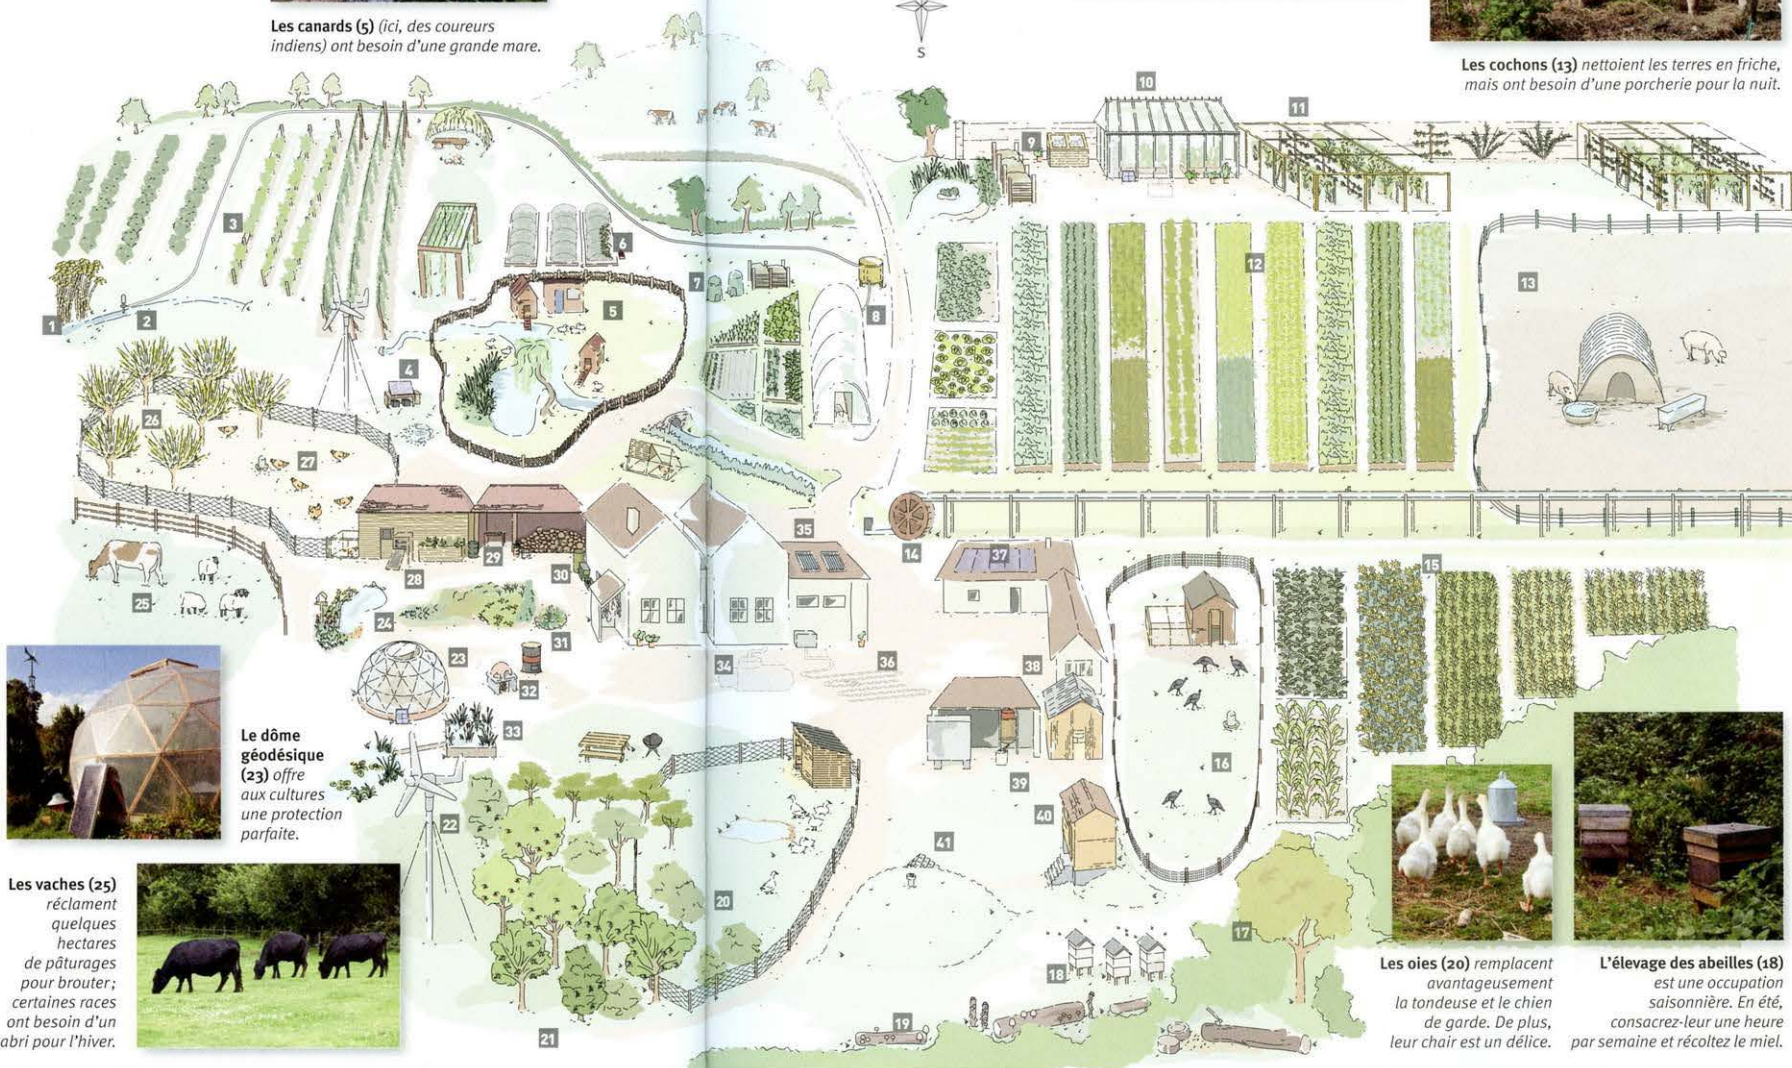 Les canards (5) (ici, des coureurs
indiens) ont besoin d'une grande mare.
S
Les cochons (13) nettoient les terres en friche,
mais ont besoin d'une porcherie pour la nuit.
10
11
9
3
6
12
7
5
13
1
2
8
4
26
27
35
14
37
15
28
29
30
25
24
31
23
34
36
38
32
33
Le dôme
géodésique
(23) offre
aux cultures
une protection
parfaite.
16
39
22
40
41
Les vaches (25)
réclament
quelques
hectares
de pâturages
pour brouter ;
certaines races
ont besoin d'un
abri pour l'hiver.
20
17
18
19
21
Les oies (20) remplacent
avantageusement
la tondeuse et le chien
de garde. De plus,
leur chair est un délice.
L'élevage des abeilles (18)
est une occupation
saisonnière. En été,
consacrez-leur une heure
par semaine et récoltez le miel.